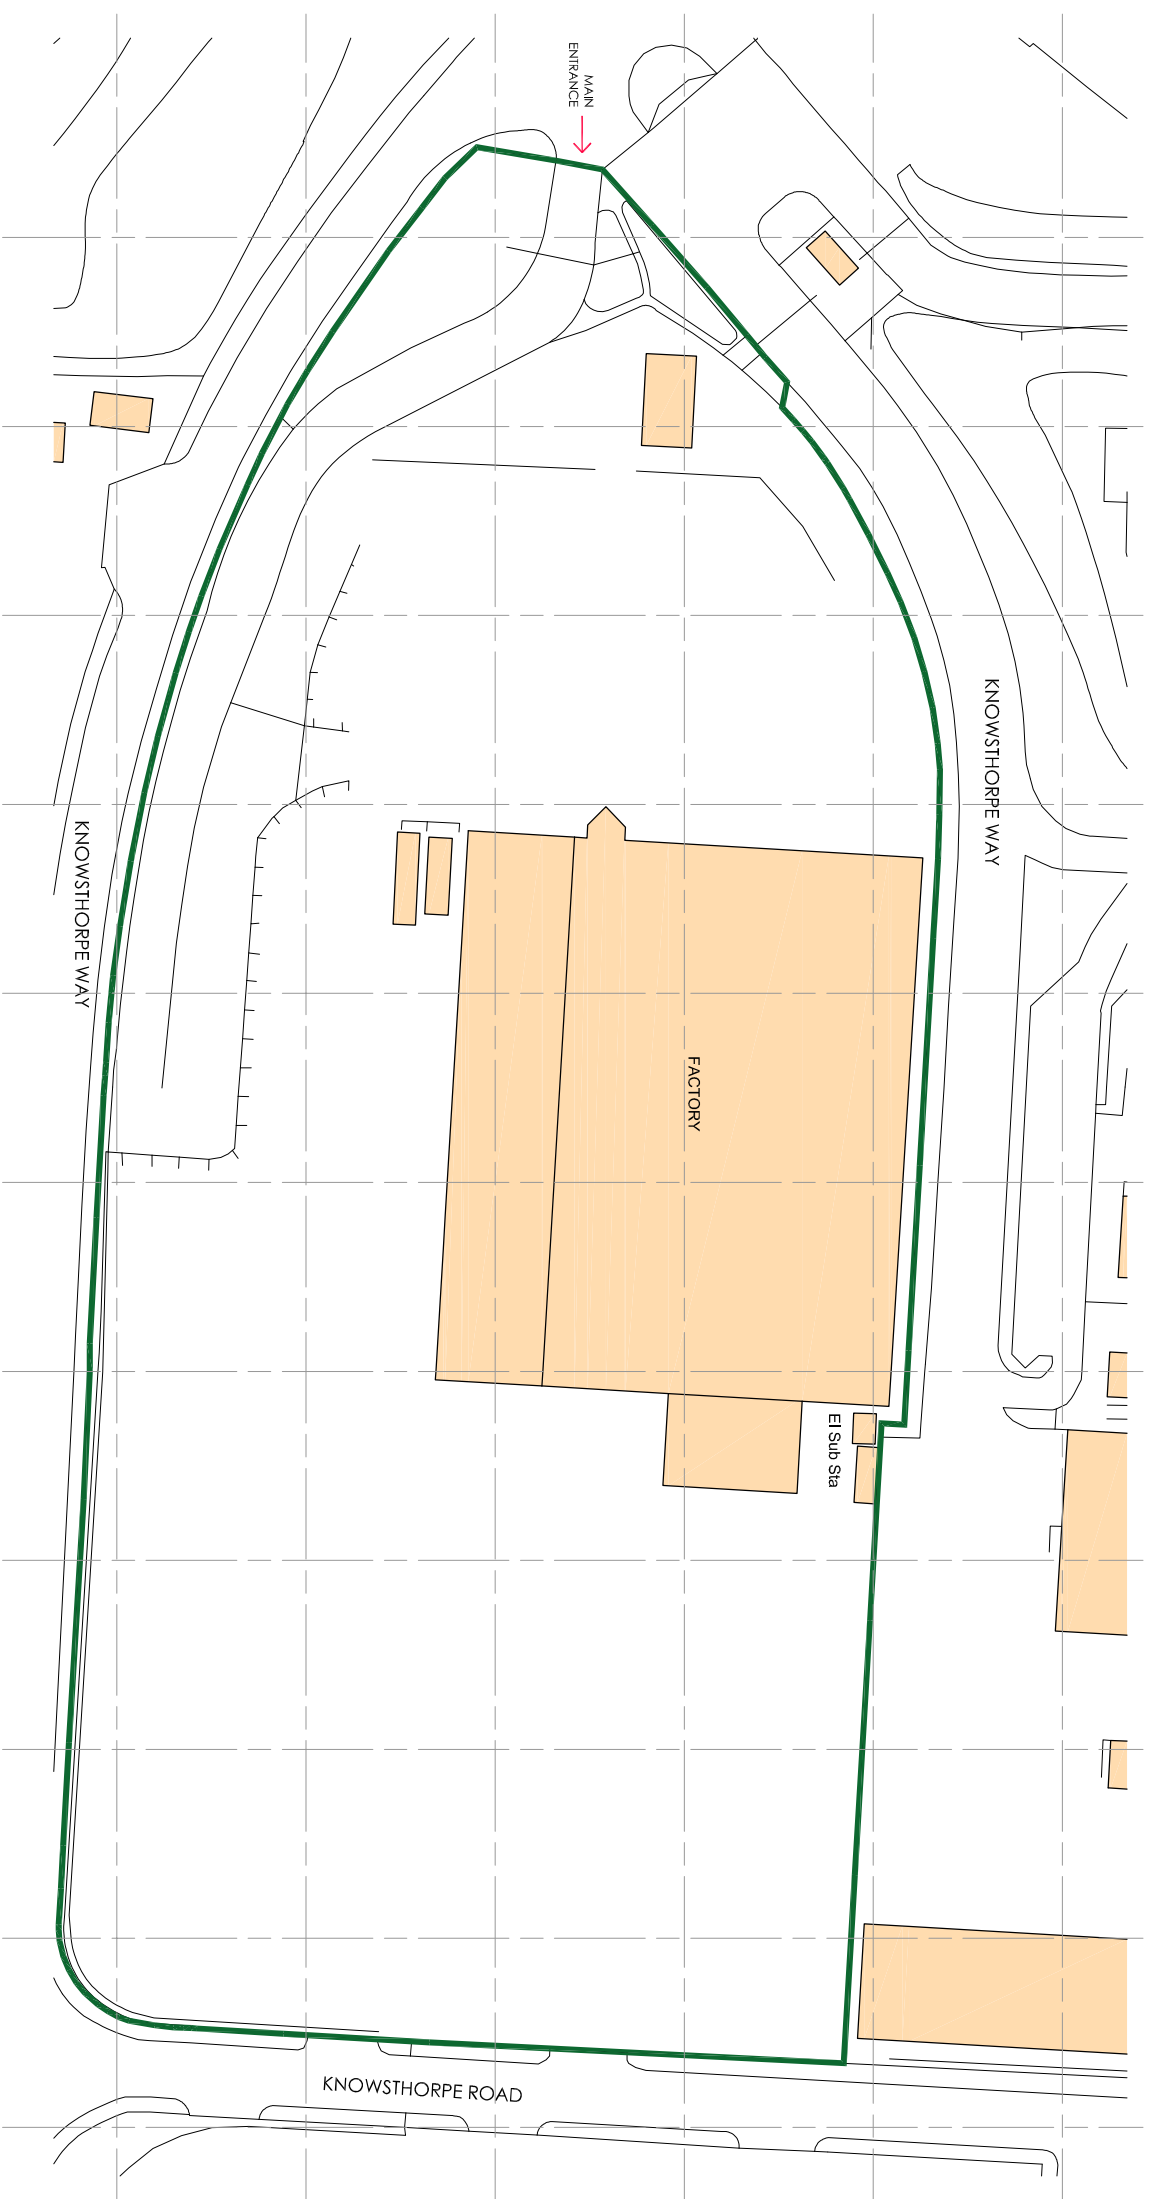 MAIN
ENTRANCE
KNOWSTHORPE WAY
KNOWSTHORPE WAY
FACTORY
El Sub Sta
KNOWSTHORPE ROAD